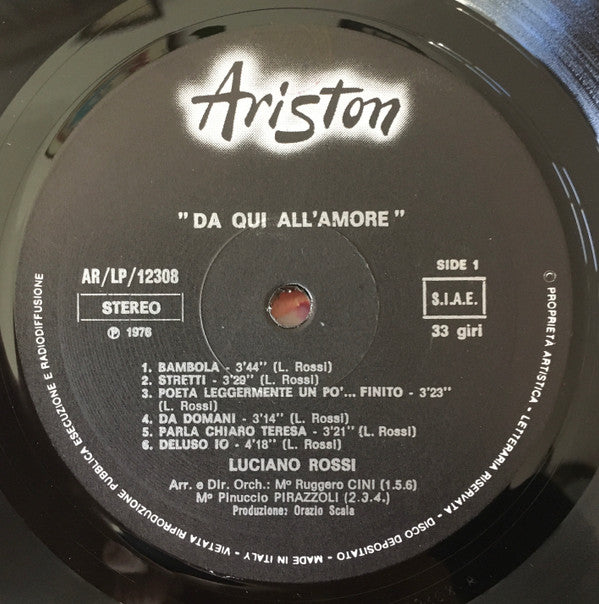 Ariston
"DA QUI ALL'AMORE"
AR/LP/12308
STEREO
Ⓟ 1976
SIDE 1
S.I.A.E.
33 giri
1. BAMBOLA - 3'44" (L. Rossi)
2. STRETTI - 3'29" (L. Rossi)
3. POETA LEGGERMENTE UN PO'... FINITO - 3'23"
(L. Rossi)
4. DA DOMANI - 3'14" (L. Rossi)
5. PARLA CHIARO TERESA - 3'21" (L. Rossi)
6. DELUSO IO - 4'18" (L. Rossi)
LUCIANO ROSSI
Arr. e Dir. Orch.: Mº Ruggero CINI (1.5.6)
Mº Pinuccio PIRAZZOLI (2.3.4.)
Produzione: Orazio Scala
© PROPRIETA ARTISTICA - LETTERARIA RISERVATA - DISCO DEPOSITATO - MADE IN ITALY - VIETATA RIPRODUZIONE PUBBLICA ESECUZIONE E RADIODIFFUSIONE